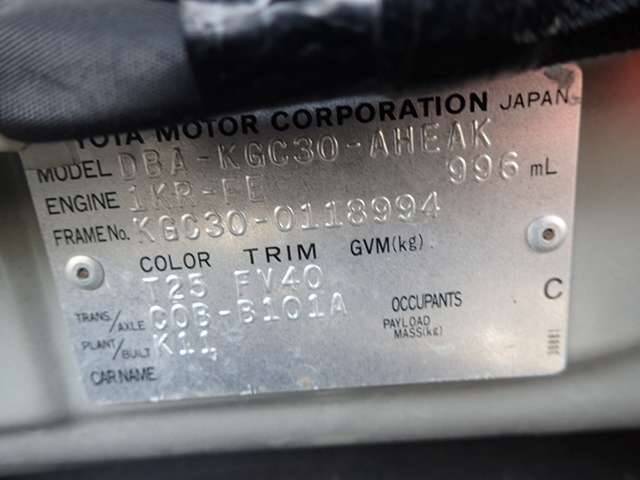 TOYOTA MOTOR CORPORATION JAPAN
MODEL DBA-KGC30-AHEAK
ENGINE 1KR-FE 996 mL
FRAME No. KGC30-0118994
COLOR TRIM GVM(kg)
T25 FV40
TRANS/AXLE C0B-B101A OCCUPANTS C
PLANT/BUILT K11 PAYLOAD MASS(kg)
CAR NAME